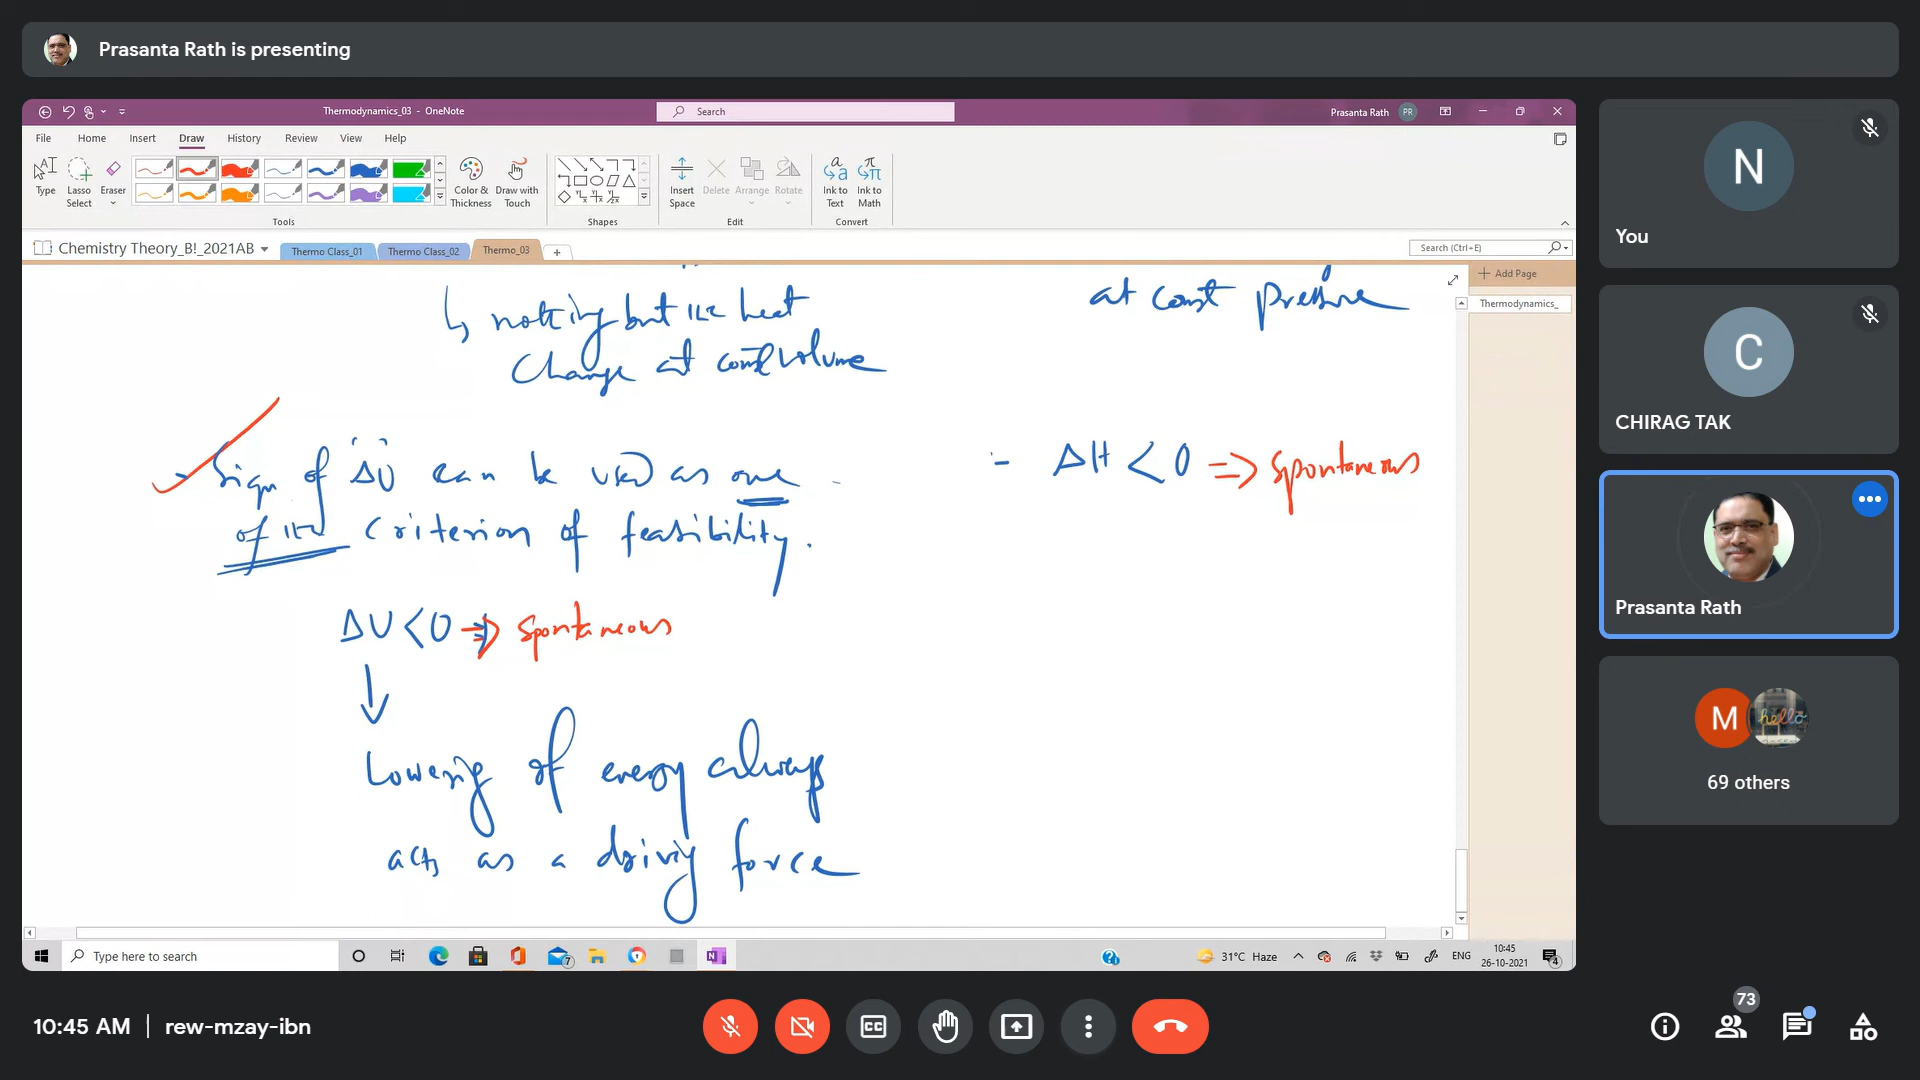 Prasanta Rath is presenting
Thermodynamics_03 - OneNote
Search
Prasanta Rath PR
File Home Insert Draw History Review View Help
Type
Lasso Select
Eraser
Color & Thickness
Draw with Touch
Insert Space
Delete
Arrange
Rotate
Ink to Text
Ink to Math
Tools
Shapes
Edit
Convert
Chemistry Theory_B!_2021AB
Thermo Class_01
Thermo Class_02
Thermo_03
Search (Ctrl+E)
Add Page
Thermodynamics_
↳ nothing but the heat
change at const volume
at const pressure
- Sign of ΔU can be used as one
of the criterion of feasibility.
ΔU < 0 ⇒ spontaneous
↓
Lowering of energy always
acts as a driving force
- ΔH < 0 ⇒ spontaneous
Type here to search
7
31°C Haze
ENG
10:45
26-10-2021
4
N
You
C
CHIRAG TAK
Prasanta Rath
M
hello
69 others
10:45 AM | rew-mzay-ibn
CC
73